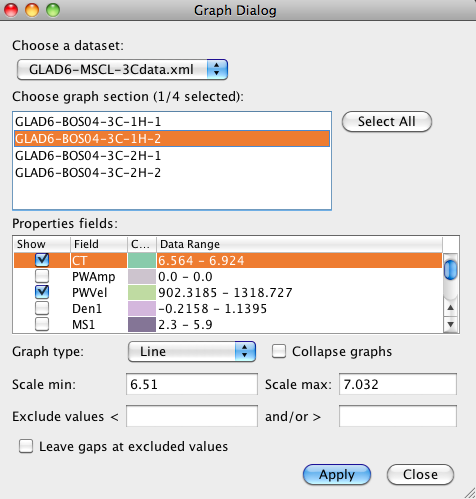 Graph Dialog
Choose a dataset:
GLAD6-MSCL-3Cdata.xml
Choose graph section (1/4 selected):
GLAD6-BOS04-3C-1H-1
GLAD6-BOS04-3C-1H-2
GLAD6-BOS04-3C-2H-1
GLAD6-BOS04-3C-2H-2
Select All
Properties fields:
Show Field C... Data Range
CT 6.564 - 6.924
PWAmp 0.0 - 0.0
PWVel 902.3185 - 1318.727
Den1 -0.2158 - 1.1395
MS1 2.3 - 5.9
Graph type: Line Collapse graphs
Scale min: 6.51 Scale max: 7.032
Exclude values < and/or >
Leave gaps at excluded values
Apply Close